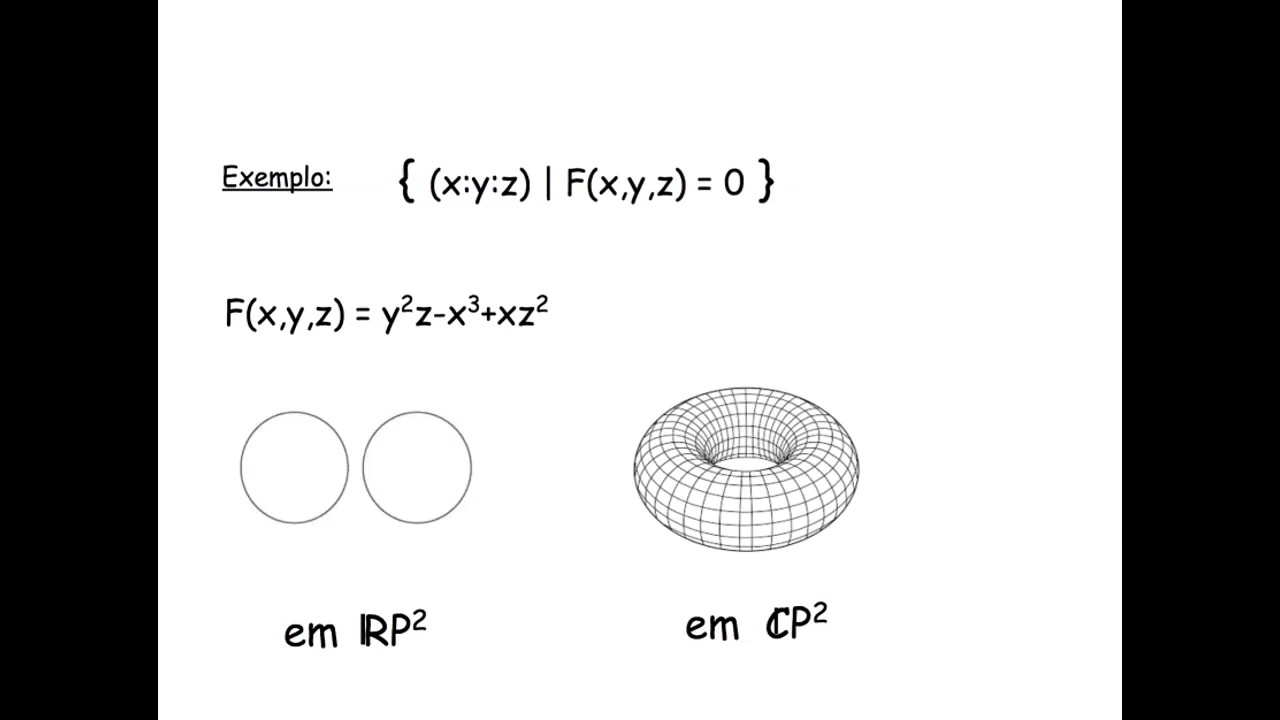 Exemplo: { (x:y:z) | F(x,y,z) = 0 }
F(x,y,z) = y²z-x³+xz²
em ℝP² em ℂP²